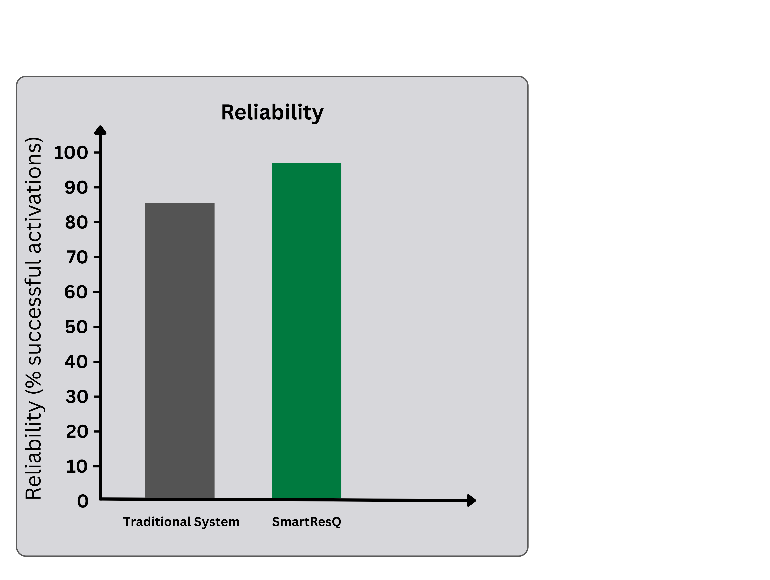 Reliability
Reliability (% successful activations)
100
90
80
70
60
50
40
30
20
10
0
Traditional System
SmartResQ